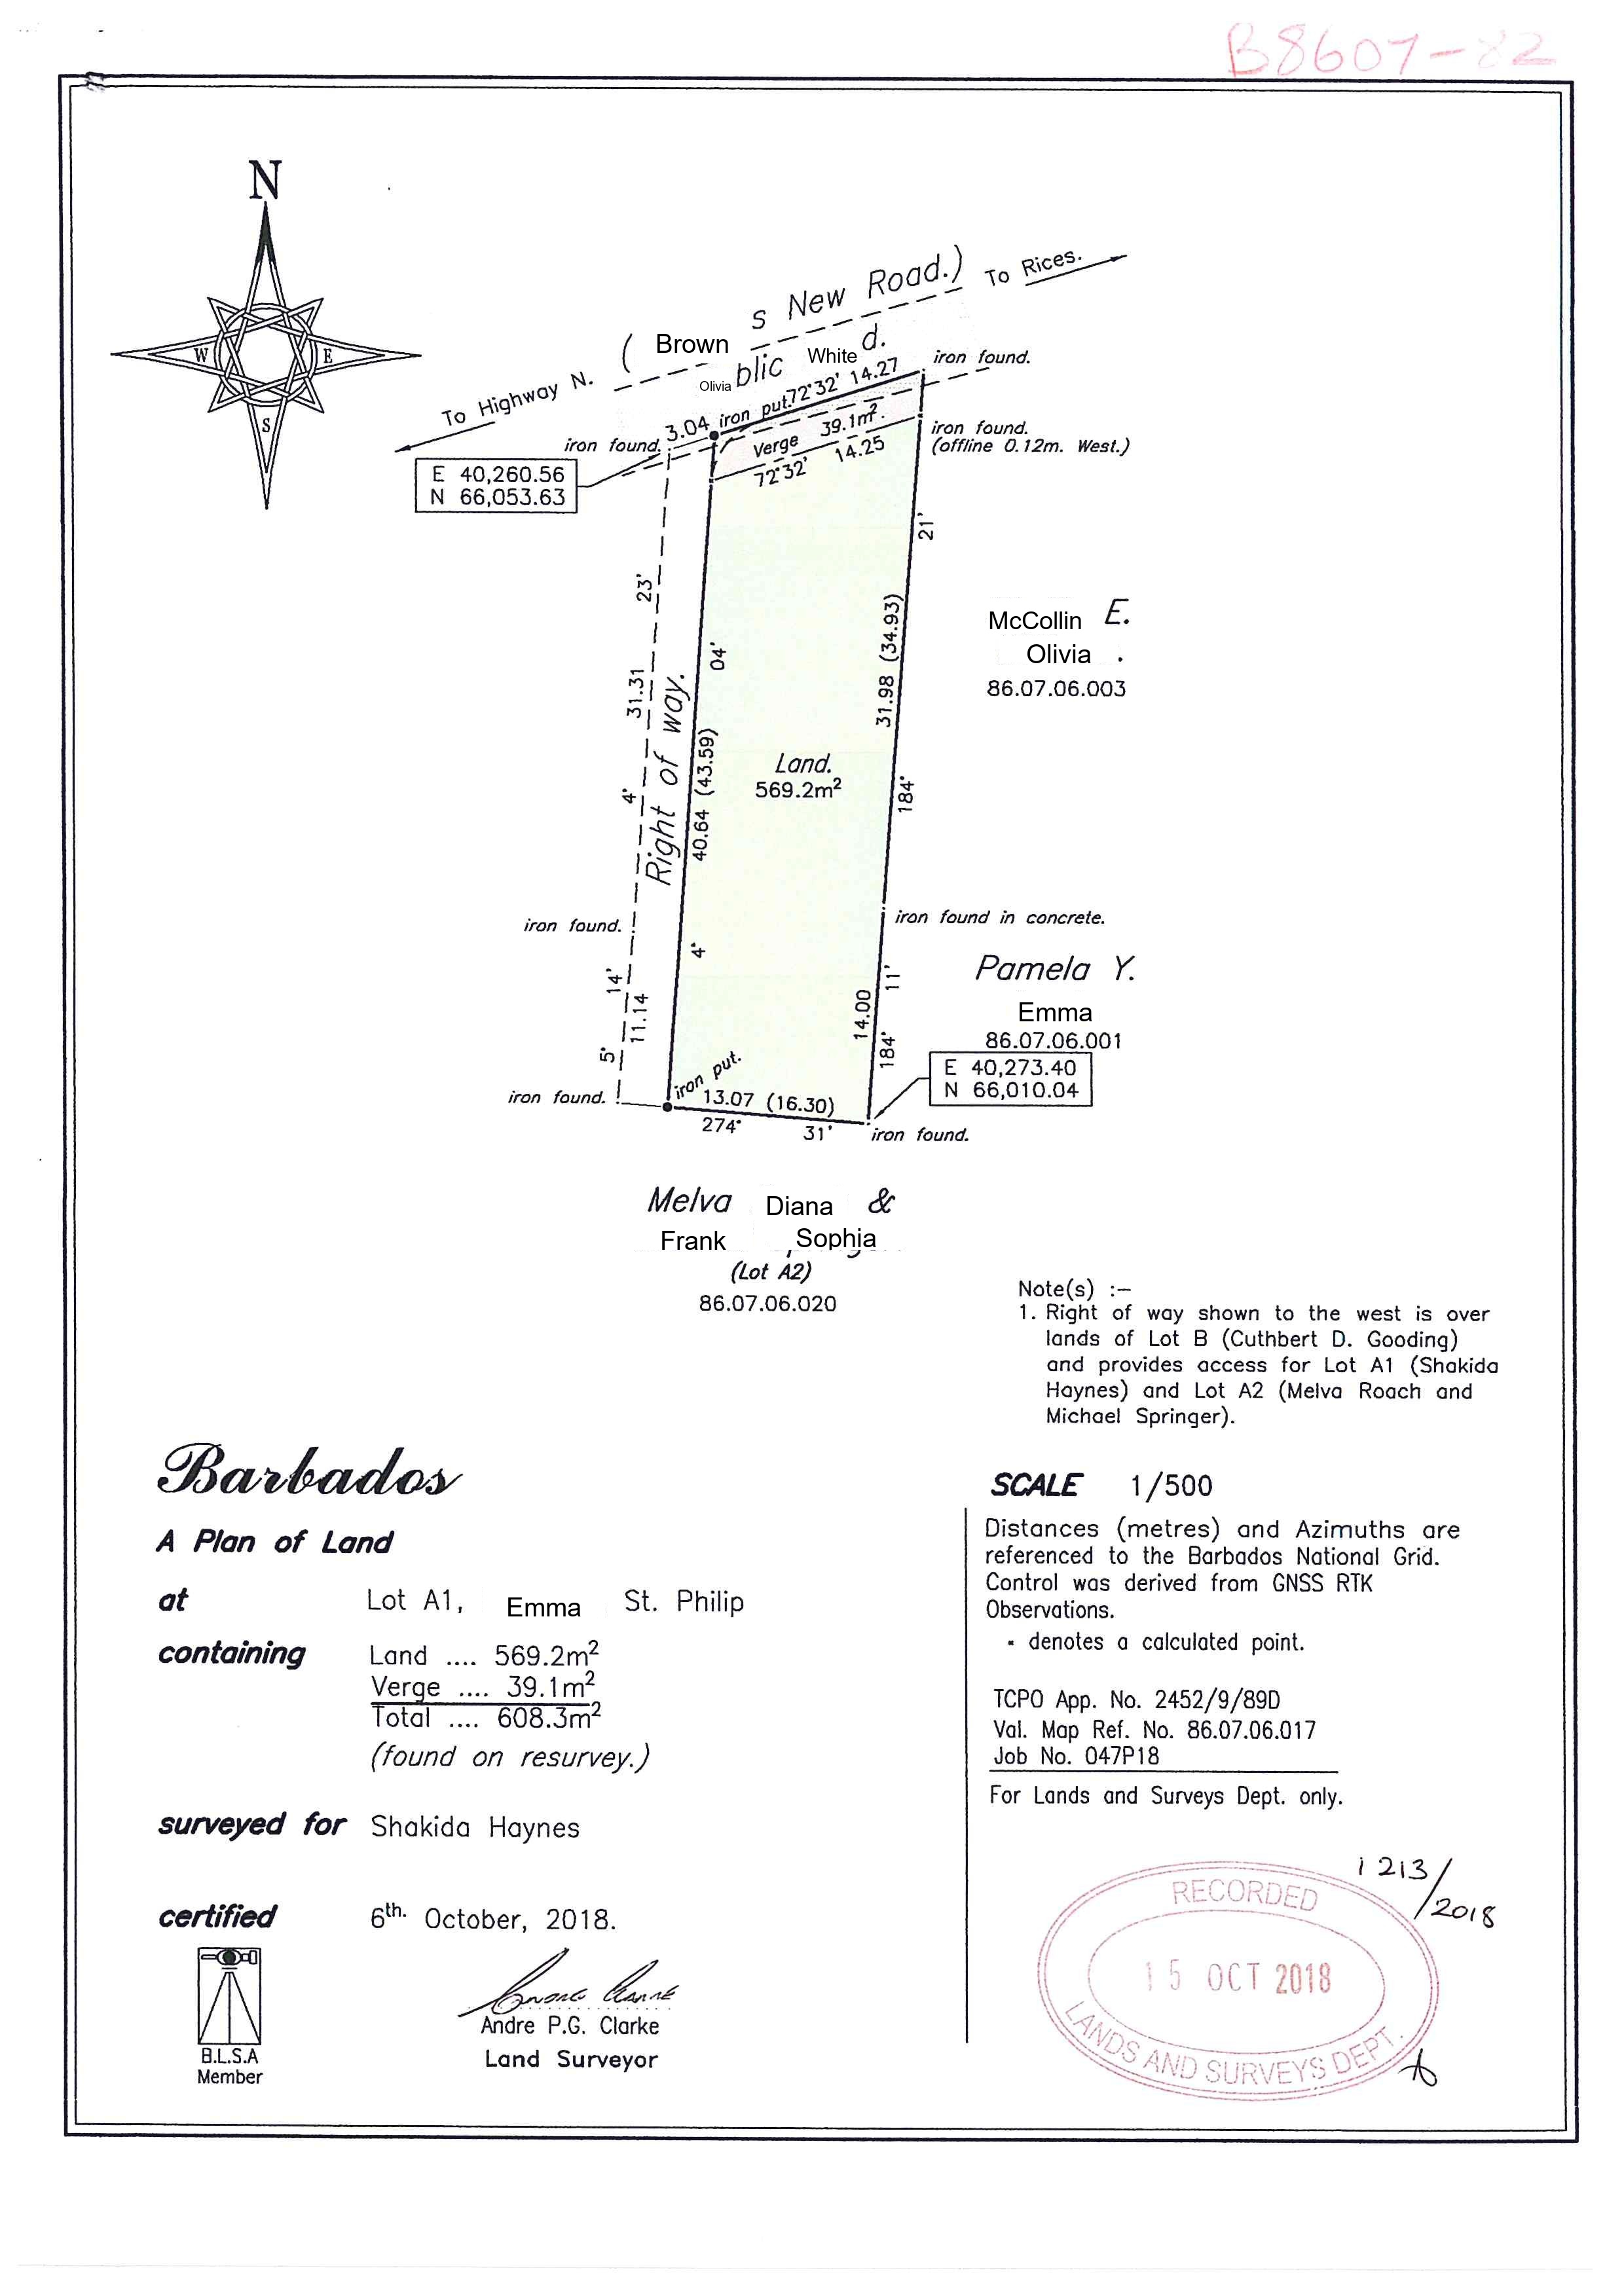 B8607-82
N
W
E
S
( Brown s New Road.)
To Rices.
Olivia blic White d.
To Highway N.
72°32' 14.27
iron found.
3.04 iron put.
iron found.
Verge 39.1m².
72°32' 14.25
iron found.
(offline 0.12m. West.)
E 40,260.56
N 66,053.63
21'
23'
04'
31.31
Right of way.
31.98 (34.93)
McCollin E.
Olivia .
86.07.06.003
40.64 (43.59)
Land.
569.2m²
4°
184°
iron found.
4°
iron found in concrete.
14'
11.14
14.00
11'
Pamela Y.
Emma
86.07.06.001
5°
184°
E 40,273.40
N 66,010.04
iron found.
iron put.
13.07 (16.30)
274° 31'
iron found.
Melva Diana &
Frank Sophia
(Lot A2)
86.07.06.020
Note(s) :-
1. Right of way shown to the west is over
lands of Lot B (Cuthbert D. Gooding)
and provides access for Lot A1 (Shakida
Haynes) and Lot A2 (Melva Roach and
Michael Springer).
Barbados
A Plan of Land
at Lot A1, Emma St. Philip
containing Land .... 569.2m²
Verge .... 39.1m²
Total .... 608.3m²
(found on resurvey.)
surveyed for Shakida Haynes
certified 6th. October, 2018.
B.L.S.A
Member
Andre P.G. Clarke
Land Surveyor
SCALE 1/500
Distances (metres) and Azimuths are
referenced to the Barbados National Grid.
Control was derived from GNSS RTK
Observations.
▪ denotes a calculated point.
TCPO App. No. 2452/9/89D
Val. Map Ref. No. 86.07.06.017
Job No. 047P18
For Lands and Surveys Dept. only.
1213/2018
RECORDED
15 OCT 2018
LANDS AND SURVEYS DEPT.